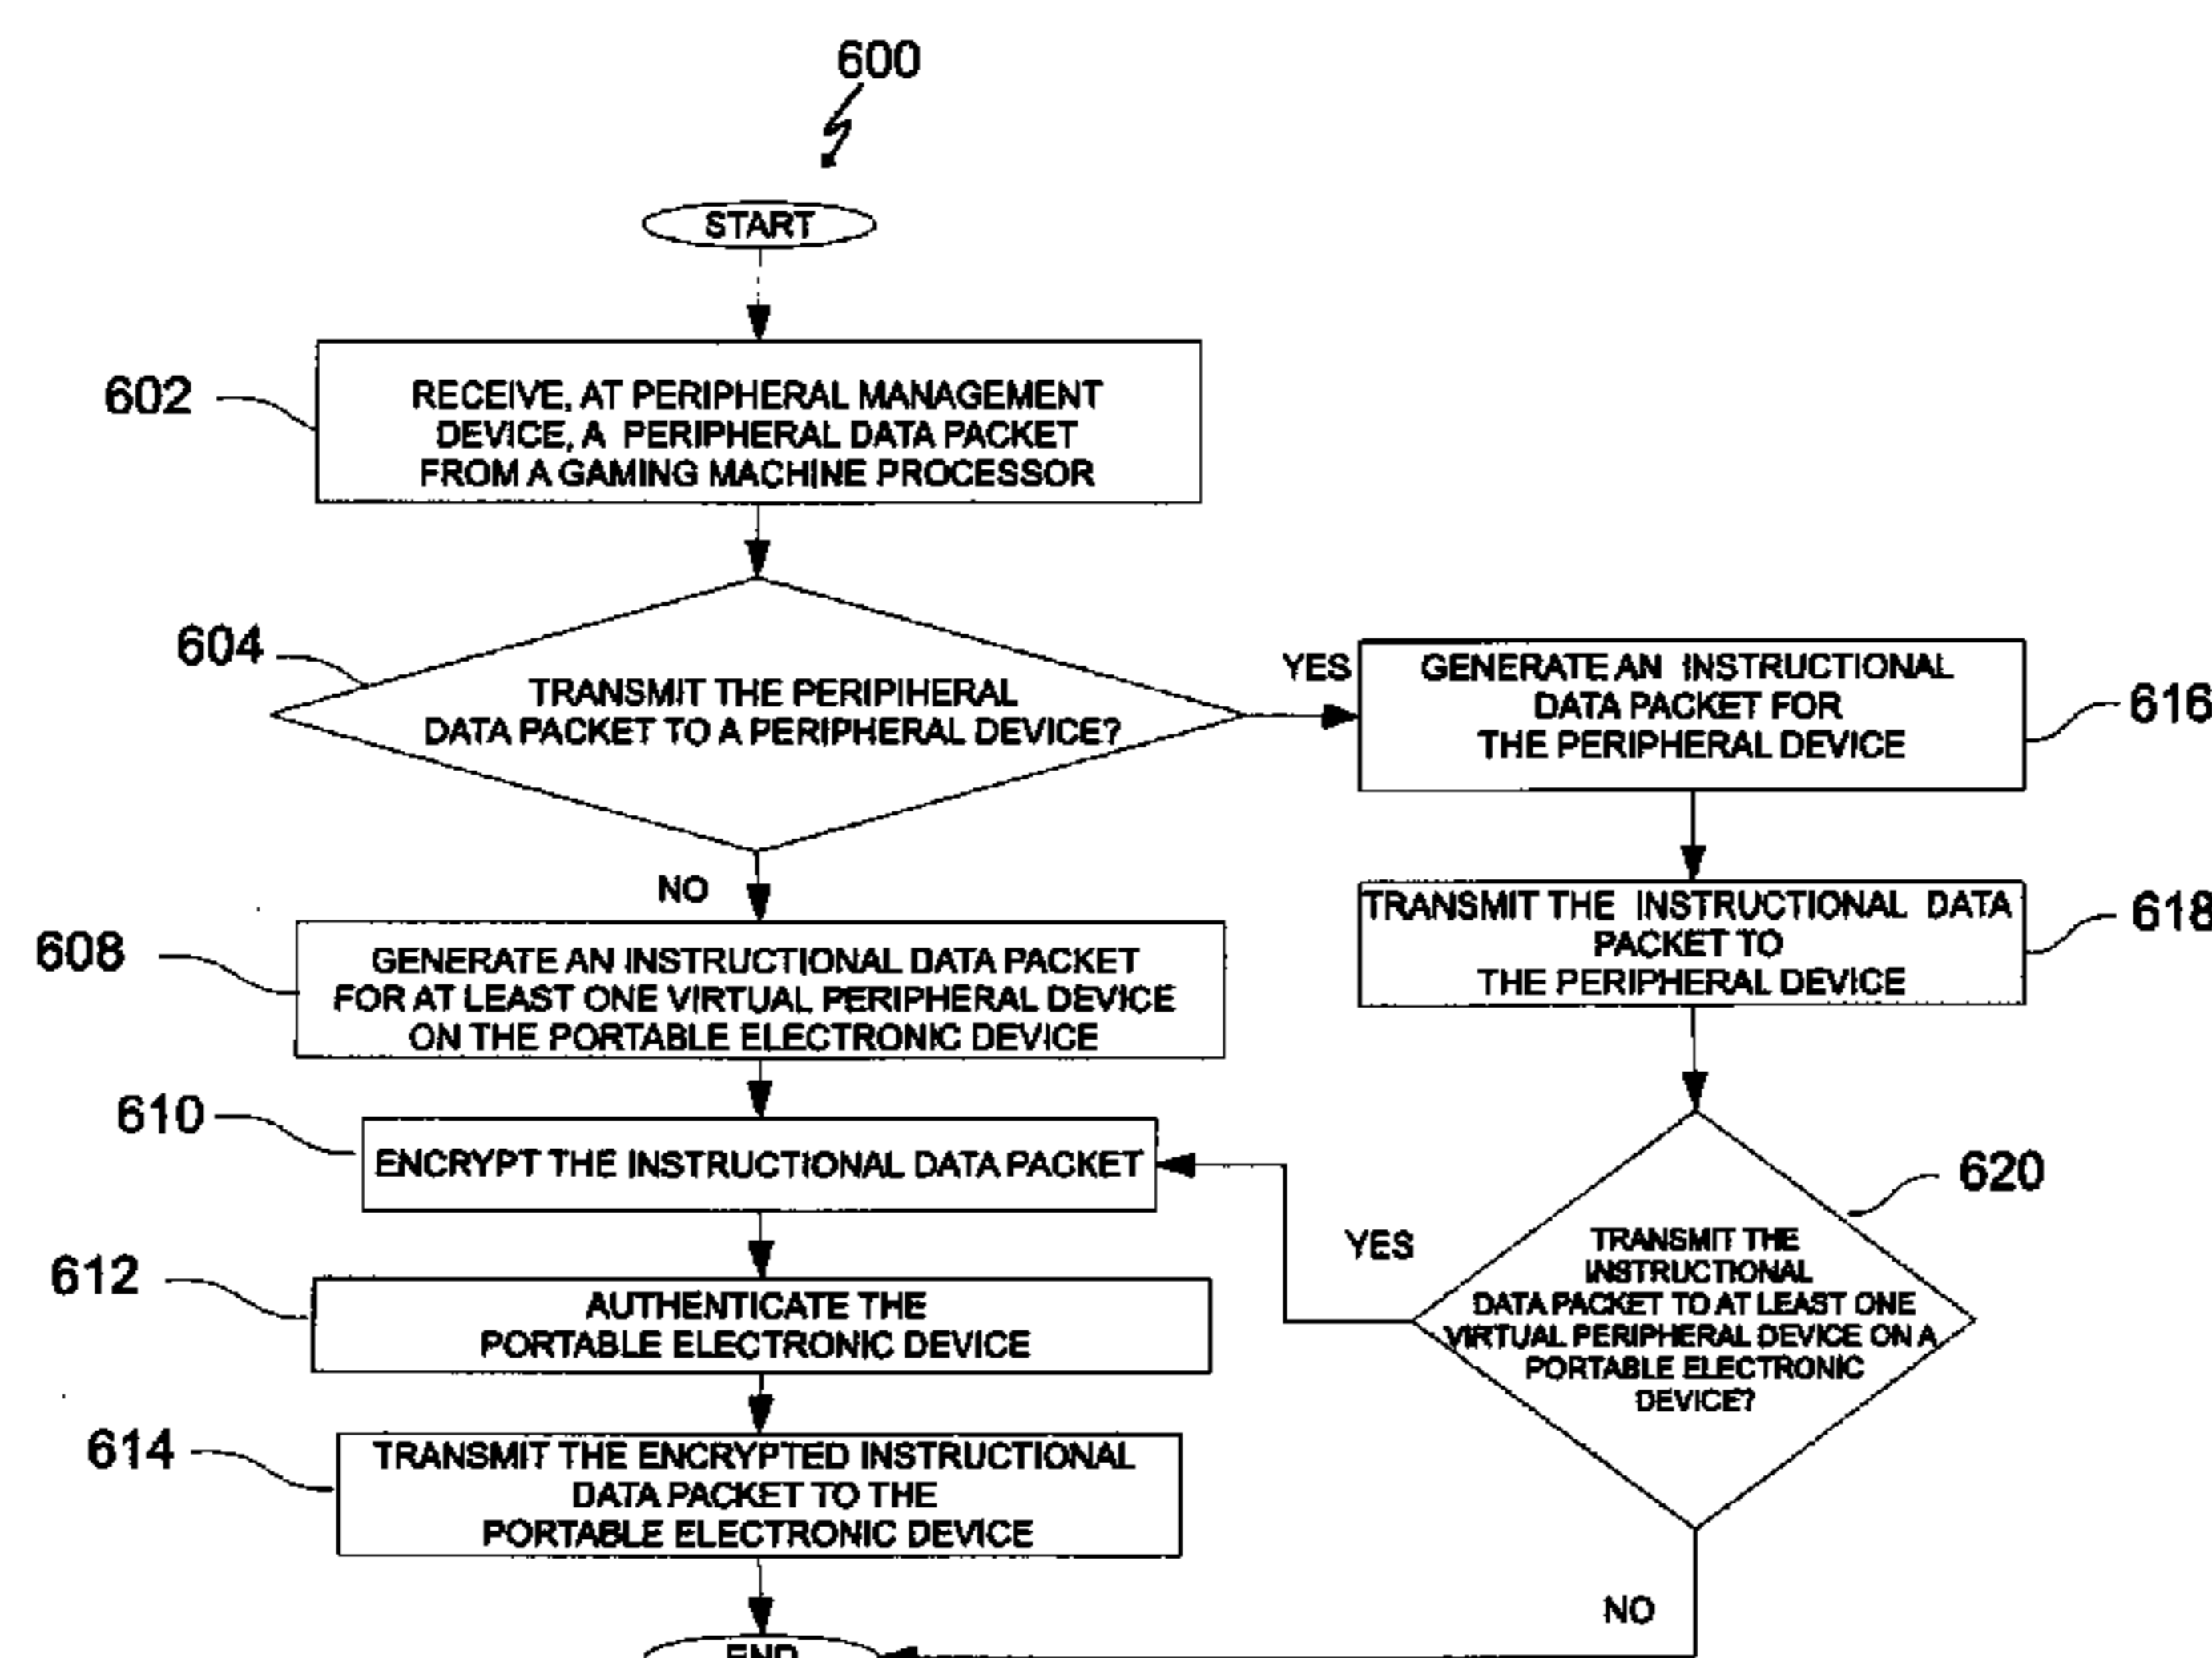 600
START
602
RECEIVE, AT PERIPHERAL MANAGEMENT
DEVICE, A PERIPHERAL DATA PACKET
FROM A GAMING MACHINE PROCESSOR
604
TRANSMIT THE PERIPIHERAL
DATA PACKET TO A PERIPHERAL DEVICE?
YES
GENERATE AN INSTRUCTIONAL
DATA PACKET FOR
THE PERIPHERAL DEVICE
616
NO
608
GENERATE AN INSTRUCTIONAL DATA PACKET
FOR AT LEAST ONE VIRTUAL PERIPHERAL DEVICE
ON THE PORTABLE ELECTRONIC DEVICE
TRANSMIT THE INSTRUCTIONAL DATA
PACKET TO
THE PERIPHERAL DEVICE
618
610
ENCRYPT THE INSTRUCTIONAL DATA PACKET
620
YES
TRANSMIT THE
INSTRUCTIONAL
DATA PACKET TO AT LEAST ONE
VIRTUAL PERIPHERAL DEVICE ON A
PORTABLE ELECTRONIC
DEVICE?
612
AUTHENTICATE THE
PORTABLE ELECTRONIC DEVICE
614
TRANSMIT THE ENCRYPTED INSTRUCTIONAL
DATA PACKET TO THE
PORTABLE ELECTRONIC DEVICE
NO
END